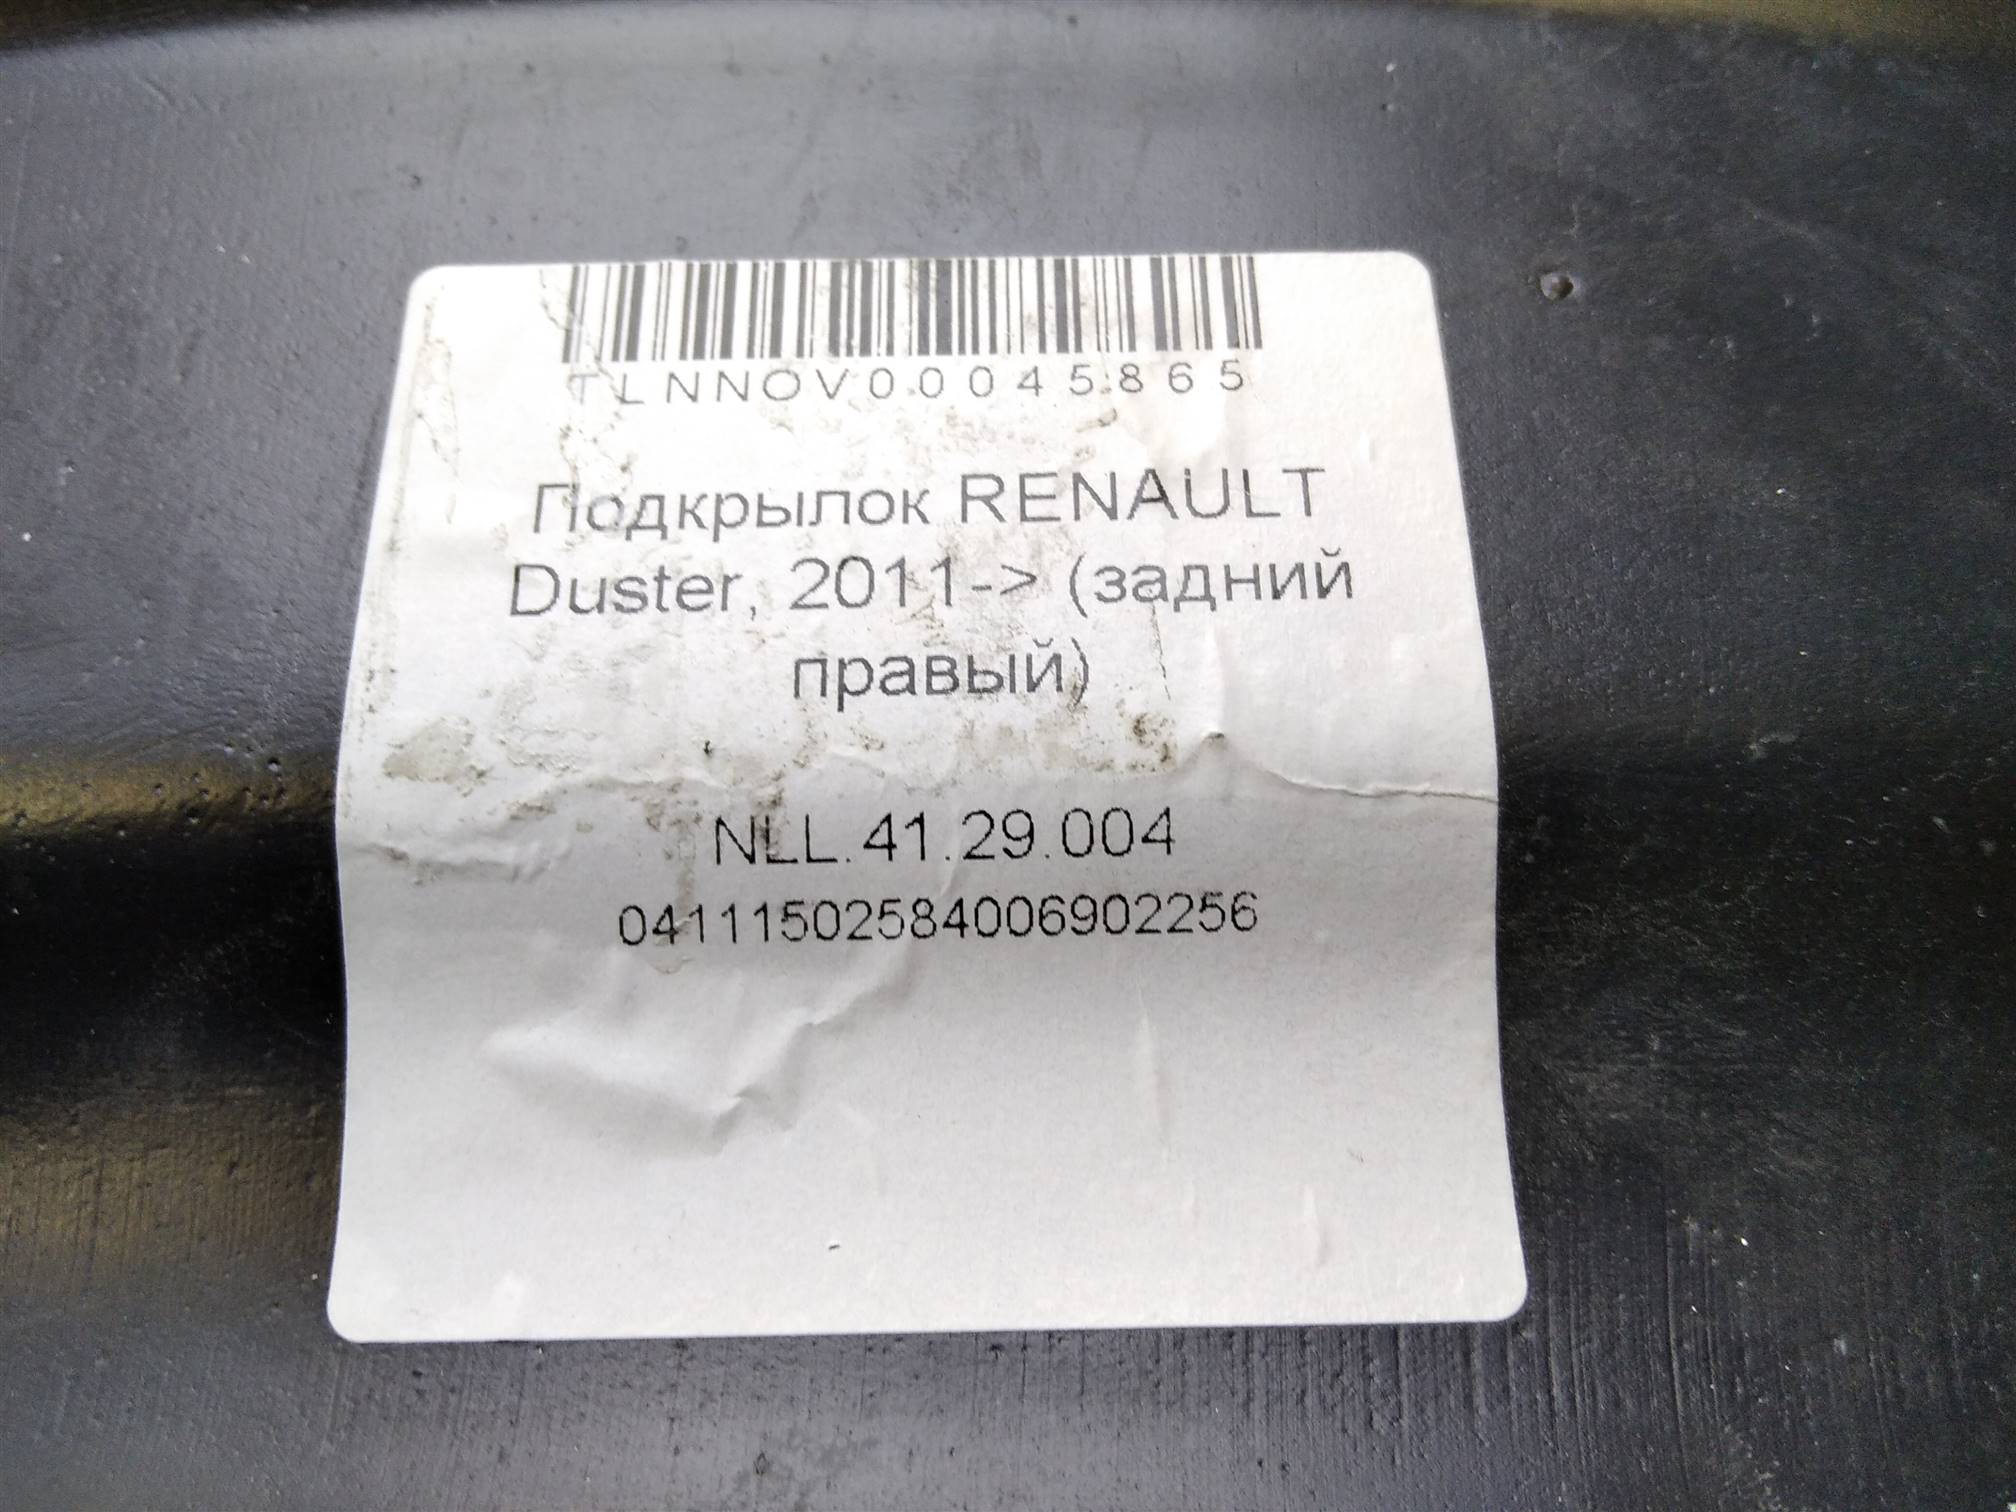 TLNNOV00045865
Подкрылок RENAULT
Duster, 2011-> (задний
правый)
NLL.41.29.004
04111502584006902256